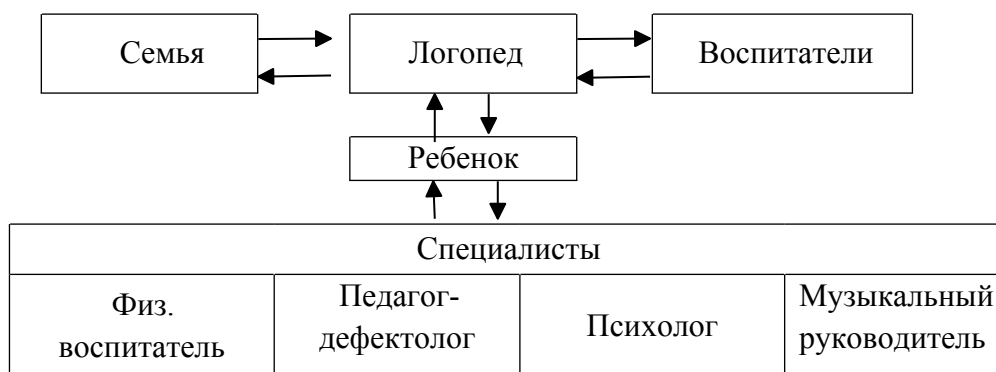 Семья
Логопед
Воспитатели
Ребенок
Специалисты
Физ.
воспитатель
Педагог-
дефектолог
Психолог
Музыкальный
руководитель